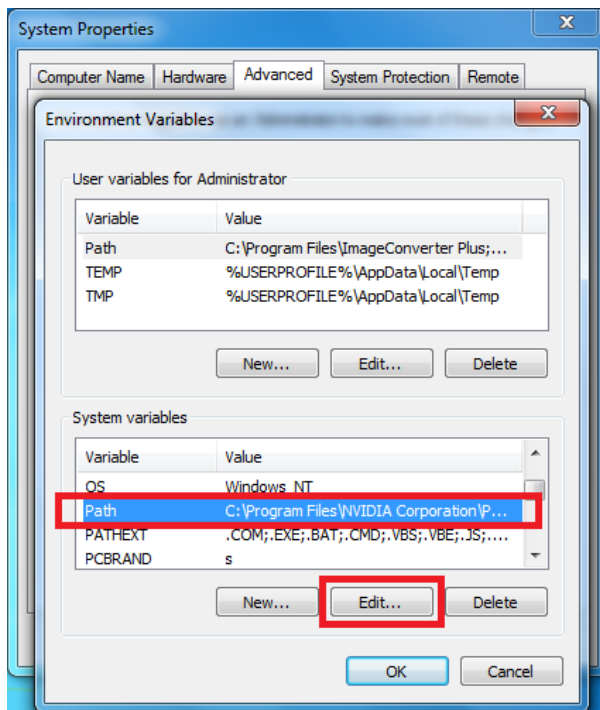 System Properties
Computer Name Hardware Advanced System Protection Remote
Environment Variables
User variables for Administrator
Variable Value
Path C:\Program Files\ImageConverter Plus;...
TEMP %USERPROFILE%\AppData\Local\Temp
TMP %USERPROFILE%\AppData\Local\Temp
New... Edit... Delete
System variables
Variable Value
OS Windows_NT
Path C:\Program Files\NVIDIA Corporation\P...
PATHEXT .COM;.EXE;.BAT;.CMD;.VBS;.VBE;.JS;....
PCBRAND s
New... Edit... Delete
OK Cancel